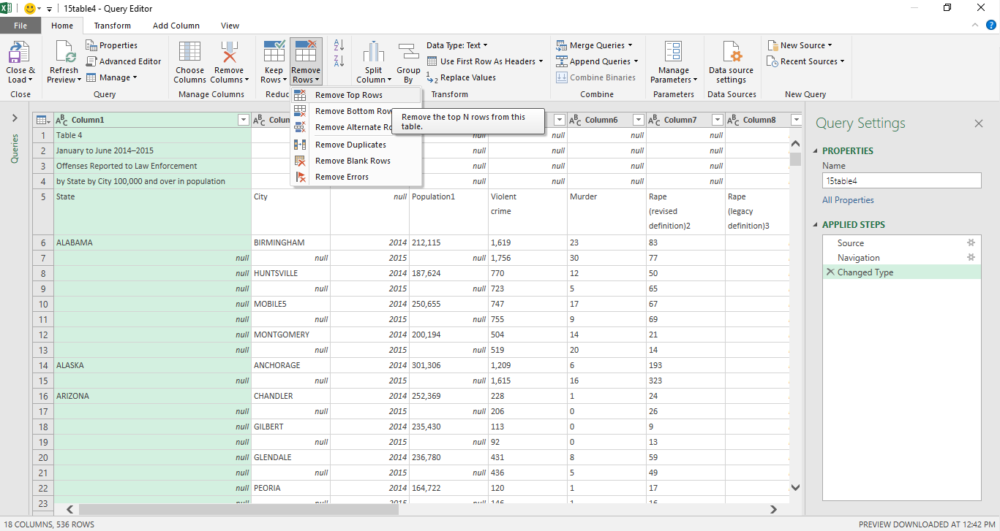 15table4 - Query Editor
File Home Transform Add Column View
Close & Load
Refresh Preview
Properties
Advanced Editor
Manage
Choose Columns
Remove Columns
Keep Rows
Remove Rows
Split Column
Group By
Data Type: Text
Use First Row As Headers
Replace Values
Merge Queries
Append Queries
Combine Binaries
Manage Parameters
Data source settings
New Source
Recent Sources
Close Query Manage Columns Reduc Transform Combine Parameters Data Sources New Query
Remove Top Rows
Remove Bottom Row
Remove Alternate Ro
Remove Duplicates
Remove Blank Rows
Remove Errors
Remove the top N rows from this
table.
Queries
Column1 Colum Column6 Column7 Column8
1 Table 4 null null null
2 January to June 2014–2015 null null null
3 Offenses Reported to Law Enforcement null null null
4 by State by City 100,000 and over in population null null null
5 State City null Population1 Violent Murder Rape Rape
crime (revised (legacy
definition)2 definition)3
6 ALABAMA BIRMINGHAM 2014 212,115 1,619 23 83
7 null null 2015 null 1,756 30 77
8 null HUNTSVILLE 2014 187,624 770 12 50
9 null null 2015 null 723 5 65
10 null MOBILE5 2014 250,655 747 17 67
11 null null 2015 null 755 9 69
12 null MONTGOMERY 2014 200,194 504 14 21
13 null null 2015 null 519 20 14
14 ALASKA ANCHORAGE 2014 301,306 1,209 6 193
15 null null 2015 null 1,615 16 323
16 ARIZONA CHANDLER 2014 252,369 228 1 24
17 null null 2015 null 206 0 26
18 null GILBERT 2014 235,430 113 0 9
19 null null 2015 null 92 0 13
20 null GLENDALE 2014 236,780 431 8 59
21 null null 2015 null 436 5 49
22 null PEORIA 2014 164,722 120 1 17
23 null null 2015 null 146 1 16
Query Settings
PROPERTIES
Name
15table4
All Properties
APPLIED STEPS
Source
Navigation
Changed Type
18 COLUMNS, 536 ROWS
PREVIEW DOWNLOADED AT 12:42 PM